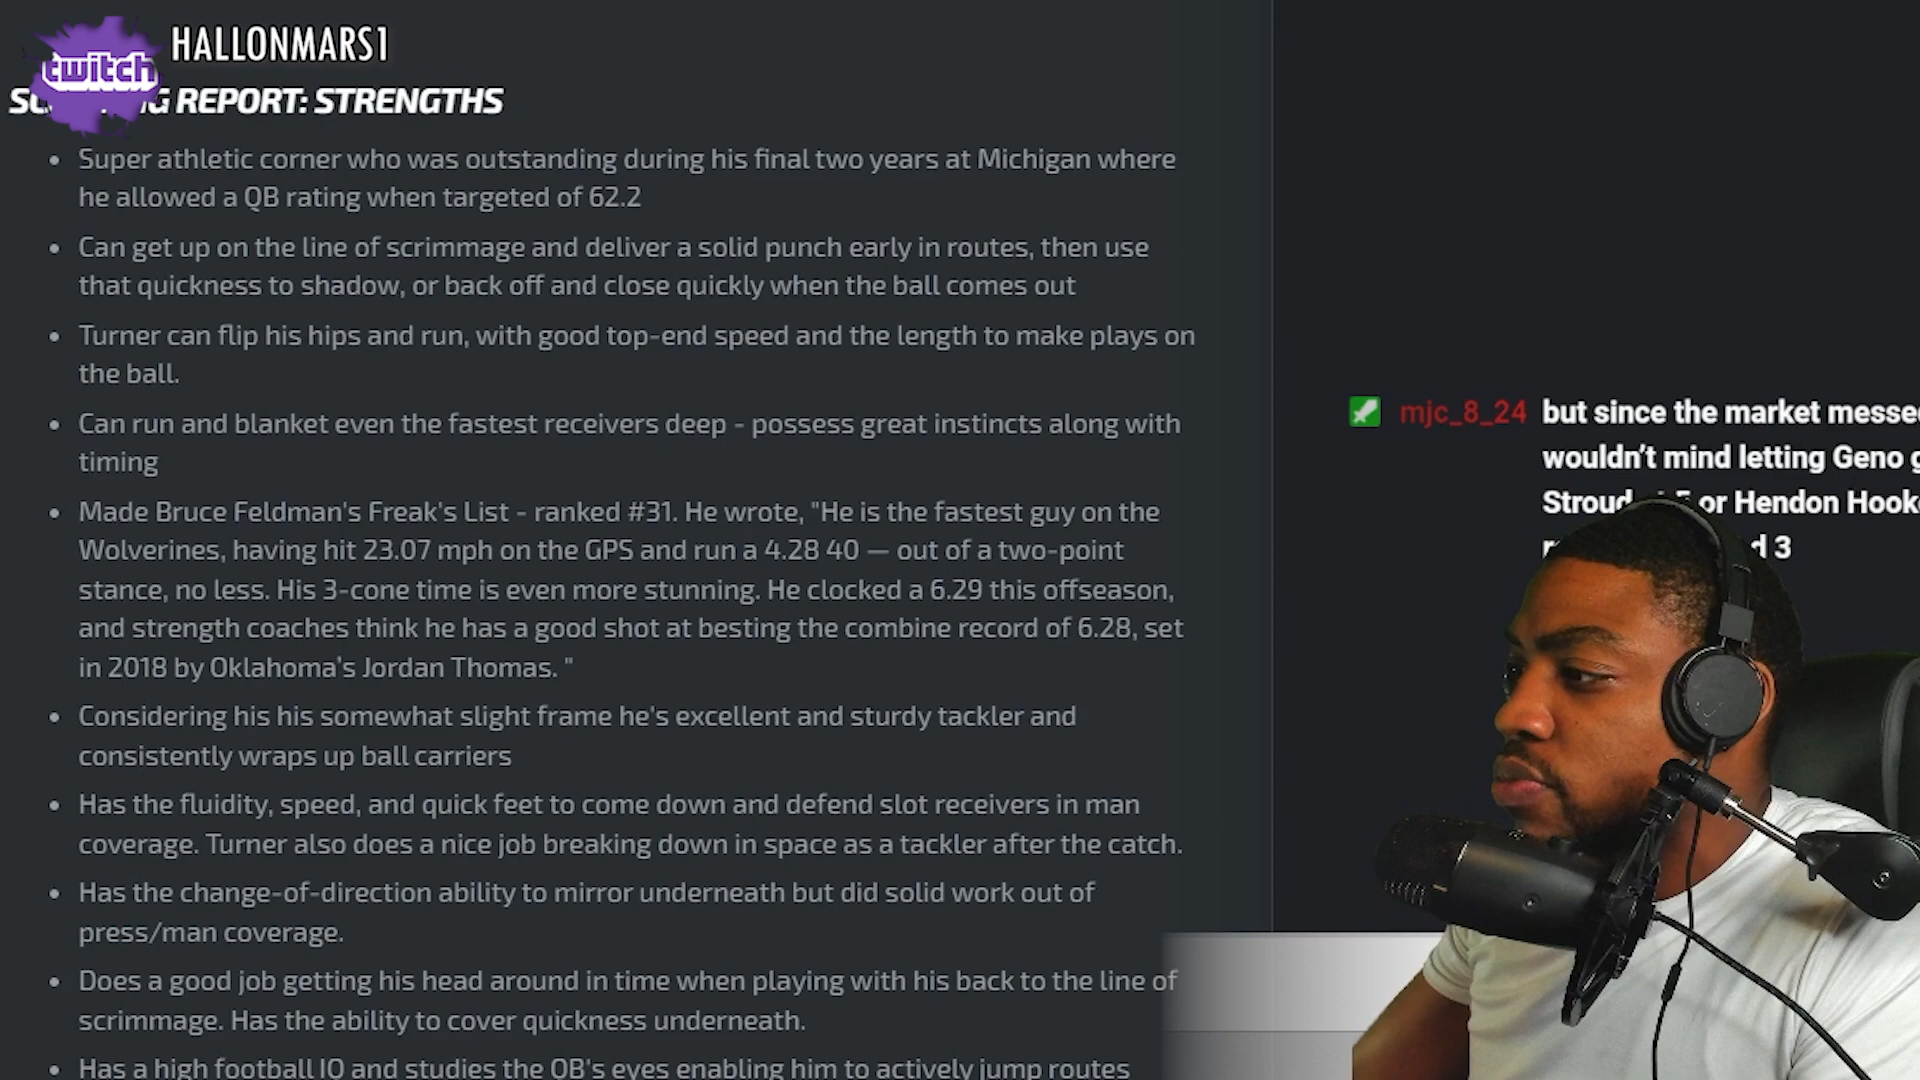 twitch
HALLONMARS1
REPORT: STRENGTHS
• Super athletic corner who was outstanding during his final two years at Michigan where
he allowed a QB rating when targeted of 62.2
• Can get up on the line of scrimmage and deliver a solid punch early in routes, then use
that quickness to shadow, or back off and close quickly when the ball comes out
• Turner can flip his hips and run, with good top-end speed and the length to make plays on
the ball.
• Can run and blanket even the fastest receivers deep - possess great instincts along with
timing
• Made Bruce Feldman's Freak's List - ranked #31. He wrote, "He is the fastest guy on the
Wolverines, having hit 23.07 mph on the GPS and run a 4.28 40 — out of a two-point
stance, no less. His 3-cone time is even more stunning. He clocked a 6.29 this offseason,
and strength coaches think he has a good shot at besting the combine record of 6.28, set
in 2018 by Oklahoma's Jordan Thomas. "
• Considering his his somewhat slight frame he's excellent and sturdy tackler and
consistently wraps up ball carriers
• Has the fluidity, speed, and quick feet to come down and defend slot receivers in man
coverage. Turner also does a nice job breaking down in space as a tackler after the catch.
• Has the change-of-direction ability to mirror underneath but did solid work out of
press/man coverage.
• Does a good job getting his head around in time when playing with his back to the line of
scrimmage. Has the ability to cover quickness underneath.
• Has a high football IQ and studies the QB's eyes enabling him to actively jump routes
mjc_8_24 but since the market
wouldn't mind letting Geno
or Hendon
3